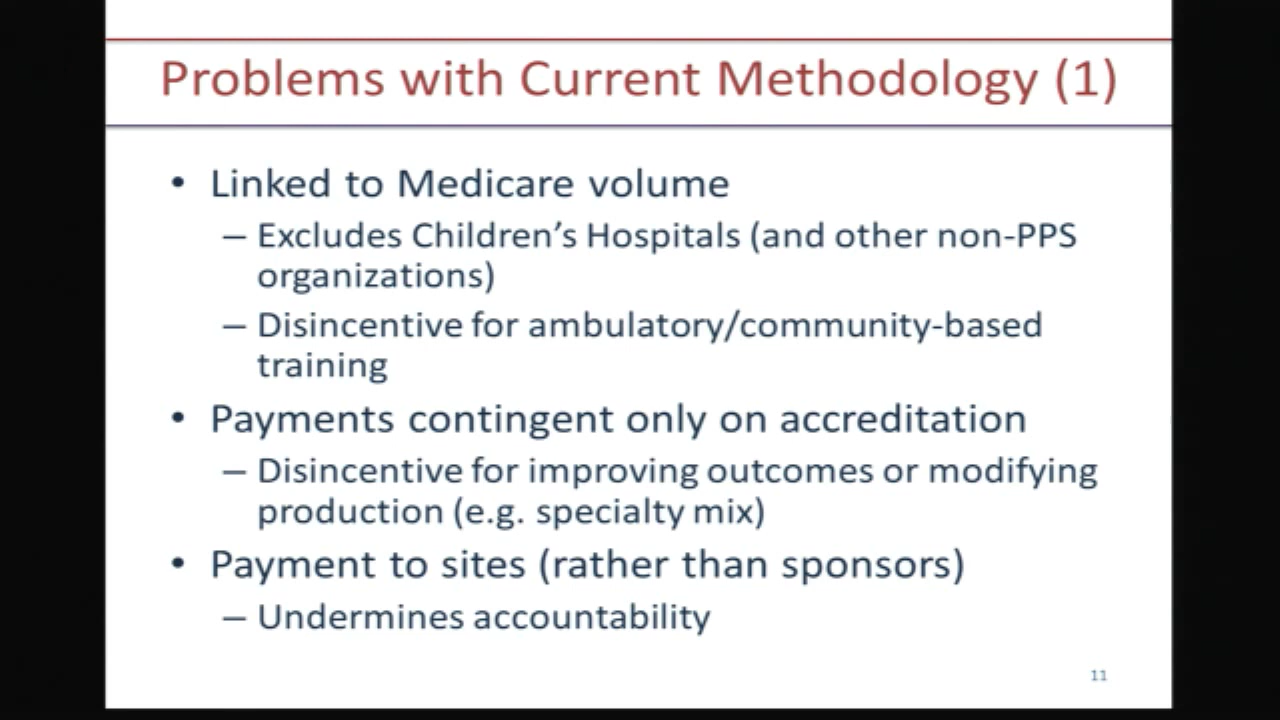 Problems with Current Methodology (1)
• Linked to Medicare volume
– Excludes Children’s Hospitals (and other non-PPS
organizations)
– Disincentive for ambulatory/community-based
training
• Payments contingent only on accreditation
– Disincentive for improving outcomes or modifying
production (e.g. specialty mix)
• Payment to sites (rather than sponsors)
– Undermines accountability
11